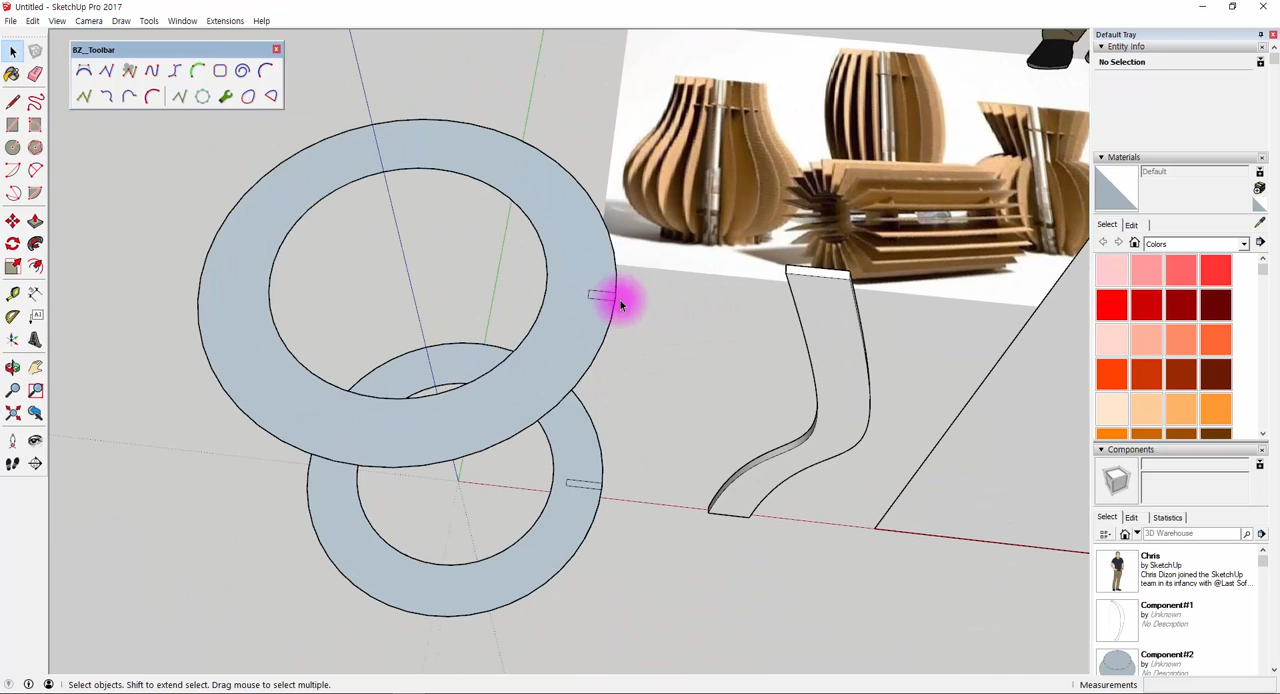 Untitled - SketchUp Pro 2017
File Edit View Camera Draw Tools Window Extensions Help
BZ__Toolbar
Default Tray
Entity Info
No Selection
Materials
Default
Select Edit
Colors
Components
Select Edit Statistics
3D Warehouse
Chris
by SketchUp
Chris Dizon joined the SketchUp
team in its infancy with @Last Sof...
Component#1
by Unknown
No Description
Component#2
by Unknown
Select objects. Shift to extend select. Drag mouse to select multiple.
Measurements